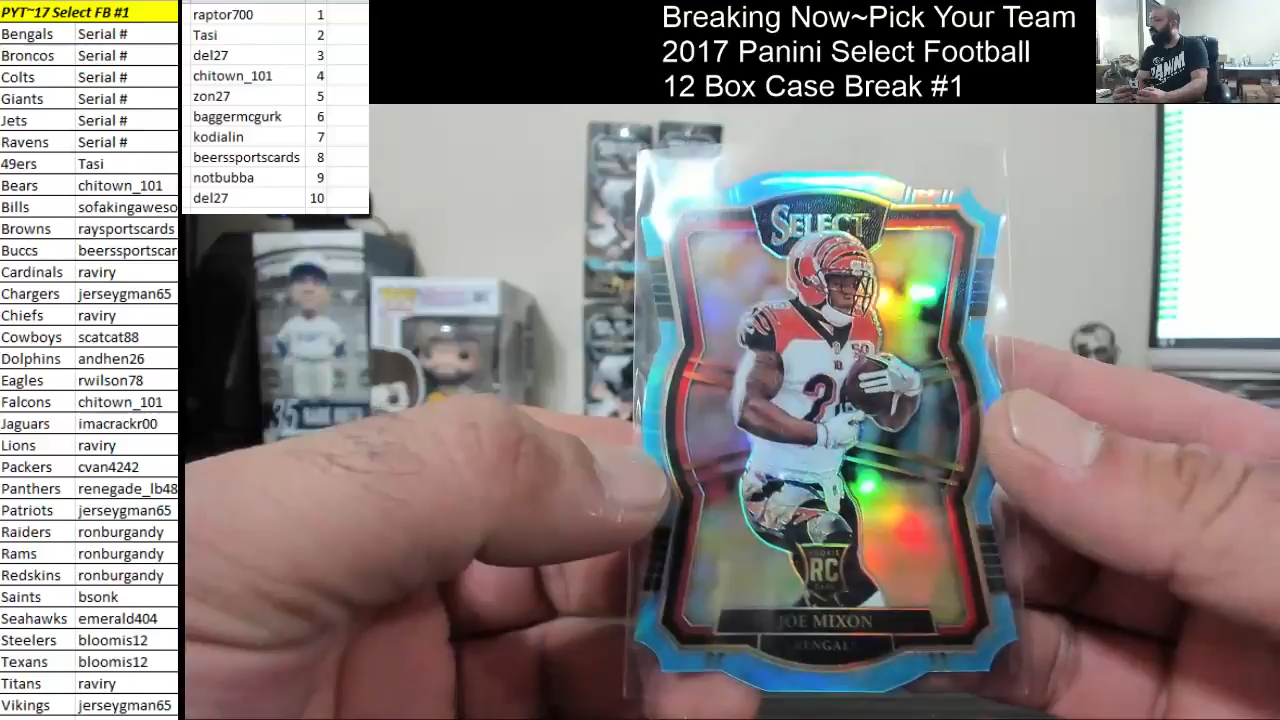 PYT~17 Select FB #1
Bengals Serial #
Broncos Serial #
Colts Serial #
Giants Serial #
Jets Serial #
Ravens Serial #
49ers Tasi
Bears chitown_101
Bills sofakingaweso
Browns raysportscards
Buccs beerssportscar
Cardinals raviry
Chargers jerseygman65
Chiefs raviry
Cowboys scatcat88
Dolphins andhen26
Eagles rwilson78
Falcons chitown_101
Jaguars imacrackr00
Lions raviry
Packers cvan4242
Panthers renegade_lb48
Patriots jerseygman65
Raiders ronburgandy
Rams ronburgandy
Redskins ronburgandy
Saints bsonk
Seahawks emerald404
Steelers bloomis12
Texans bloomis12
Titans raviry
Vikings jerseygman65
raptor700 1
Tasi 2
del27 3
chitown_101 4
zon27 5
baggermcgurk 6
kodialin 7
beerssportscards 8
notbubba 9
del27 10
Breaking Now~Pick Your Team
2017 Panini Select Football
12 Box Case Break #1
PANINI
SELECT
ROOKIE
RC
CARD
JOE MIXON
BENGALS
35